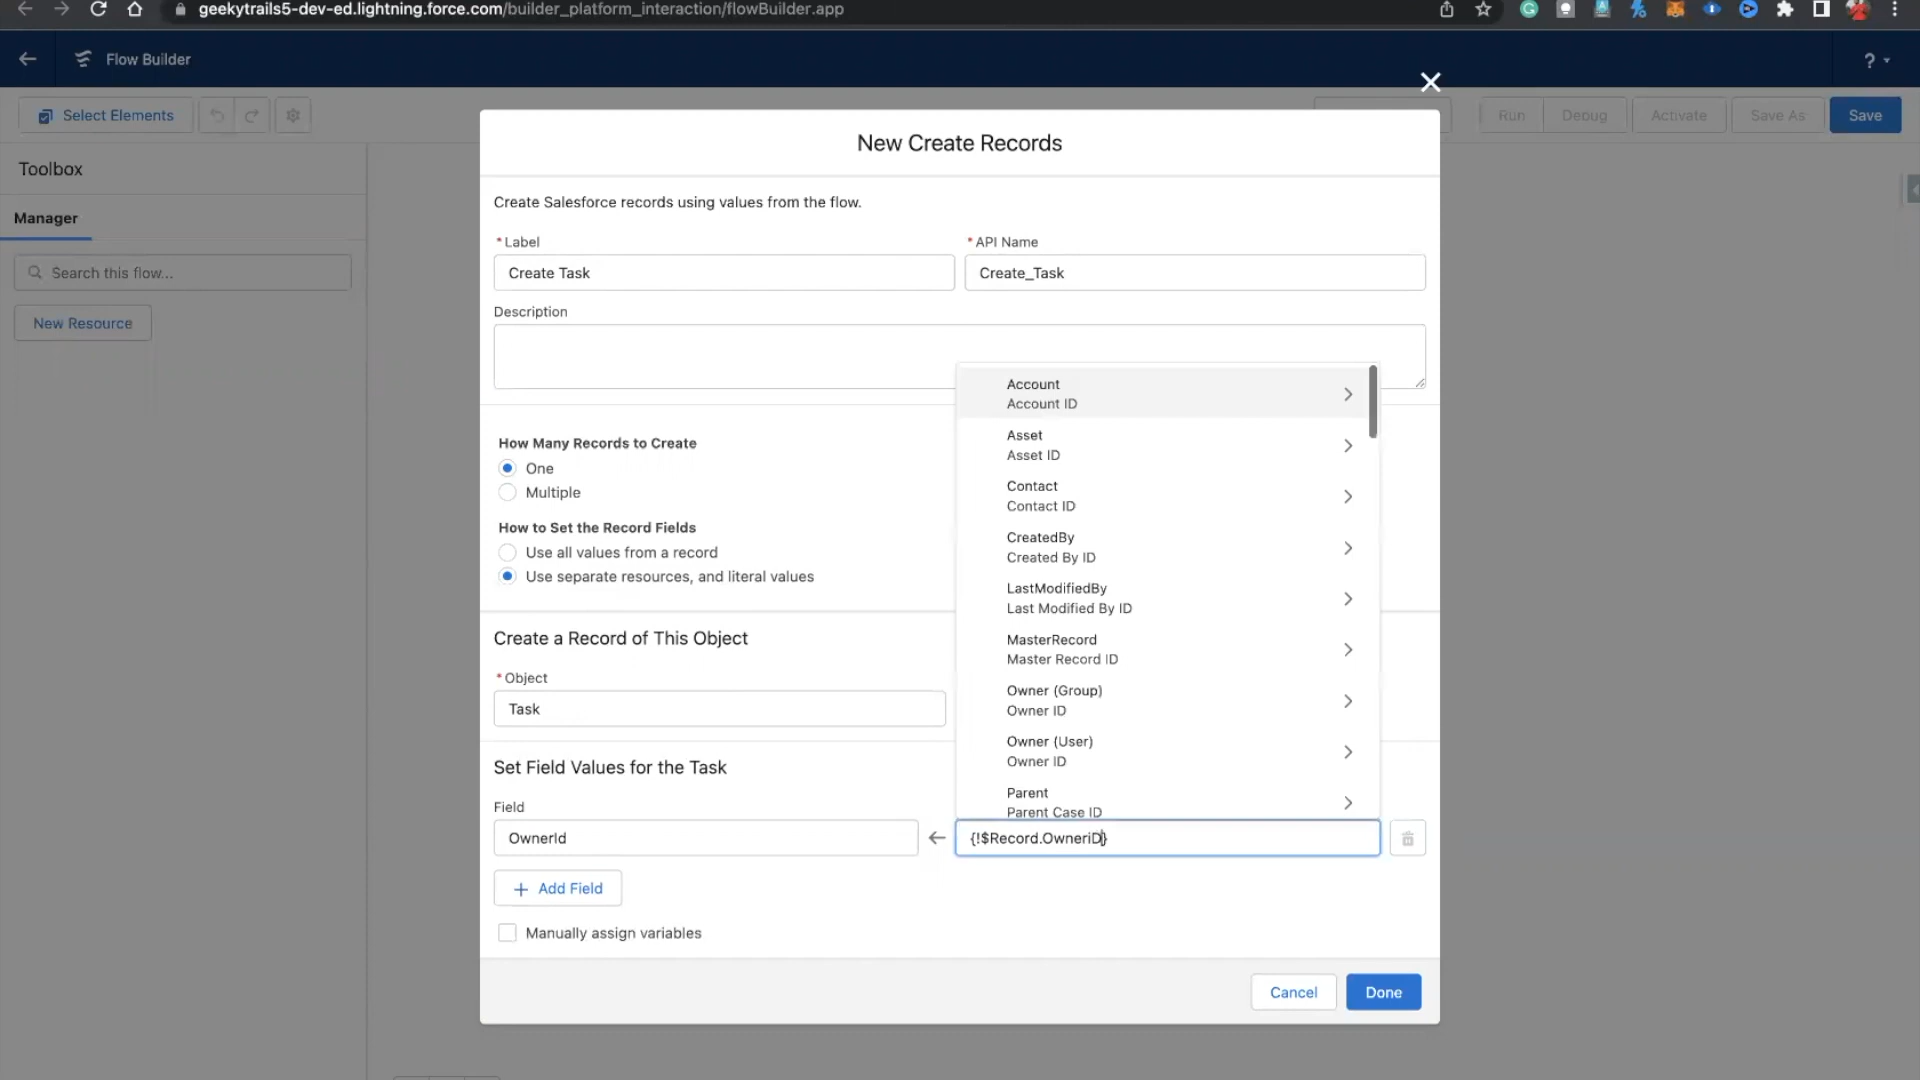 geekytrails5-dev-ed.lightning.force.com/builder_platform_interaction/flowBuilder.app
Flow Builder
?
Select Elements
Run
Debug
Activate
Save As
Save
Toolbox
Manager
Search this flow...
New Resource
New Create Records
Create Salesforce records using values from the flow.
* Label
* API Name
Create Task
Create_Task
Description
How Many Records to Create
One
Multiple
How to Set the Record Fields
Use all values from a record
Use separate resources, and literal values
Create a Record of This Object
* Object
Task
Set Field Values for the Task
Field
OwnerId
{!$Record.OwneriD}
Account
Account ID
Asset
Asset ID
Contact
Contact ID
CreatedBy
Created By ID
LastModifiedBy
Last Modified By ID
MasterRecord
Master Record ID
Owner (Group)
Owner ID
Owner (User)
Owner ID
Parent
Parent Case ID
+ Add Field
Manually assign variables
Cancel
Done